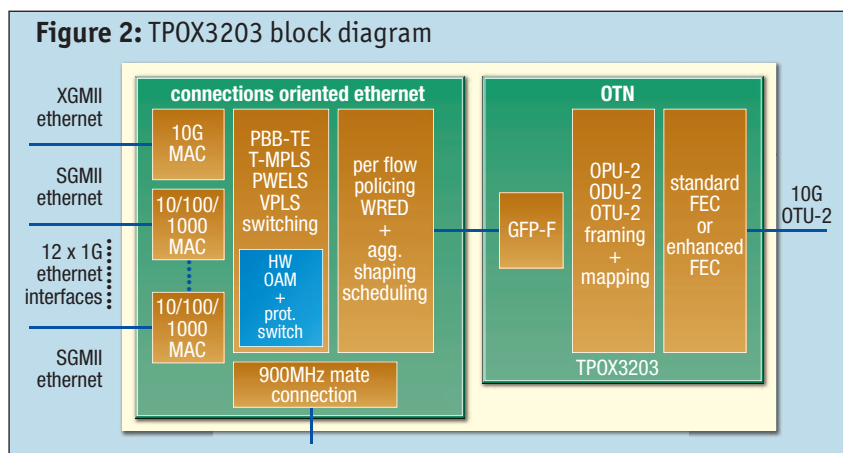 Figure 2: TPOX3203 block diagram
XGMII
ethernet
SGMII
ethernet
12 x 1G
ethernet
interfaces
SGMII
ethernet
connections oriented ethernet
10G
MAC
10/100/
1000
MAC
10/100/
1000
MAC
PBB-TE
T-MPLS
PWELS
VPLS
switching
HW
OAM
+
prot.
switch
per flow
policing
WRED
+
agg.
shaping
scheduling
900MHz mate
connection
OTN
GFP-F
OPU-2
ODU-2
OTU-2
framing
+
mapping
standard
FEC
or
enhanced
FEC
TPOX3203
10G
OTU-2